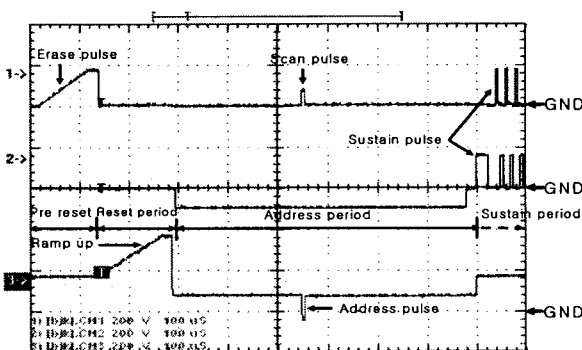 Erase pulse
Scan pulse
1->
GND
Sustain pulse
2->
GND
Pre reset
Reset period
Address period
Sustain period
Ramp up
T
Address pulse
GND
200 V 100 uS
CH2 200 V 100 uS